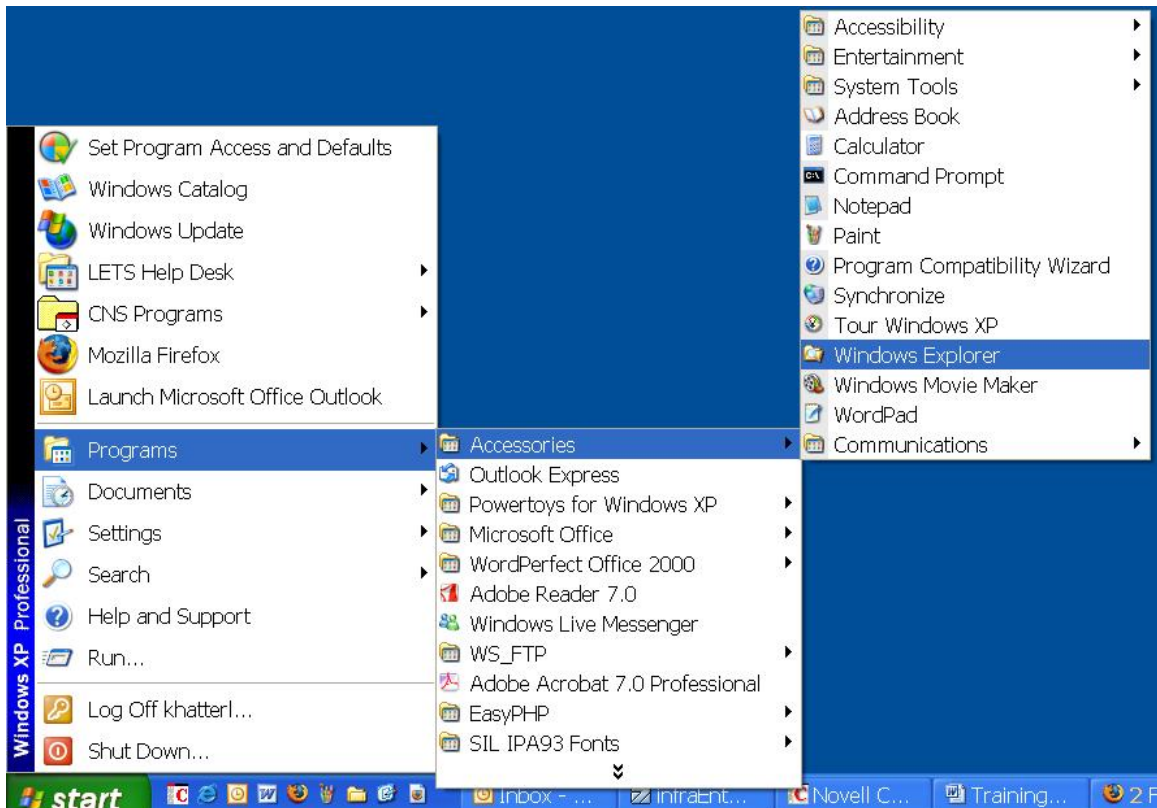 Set Program Access and Defaults
Windows Catalog
Windows Update
LETS Help Desk
CNS Programs
Mozilla Firefox
Launch Microsoft Office Outlook
Programs
Documents
Settings
Search
Help and Support
Run...
Log Off khatterl...
Shut Down...
Windows XP Professional
Accessories
Outlook Express
Powertoys for Windows XP
Microsoft Office
WordPerfect Office 2000
Adobe Reader 7.0
Windows Live Messenger
WS_FTP
Adobe Acrobat 7.0 Professional
EasyPHP
SIL IPA93 Fonts
Accessibility
Entertainment
System Tools
Address Book
Calculator
Command Prompt
Notepad
Paint
Program Compatibility Wizard
Synchronize
Tour Windows XP
Windows Explorer
Windows Movie Maker
WordPad
Communications
start
Inbox - ...
infraEnt...
Novell C...
Training...
2 F